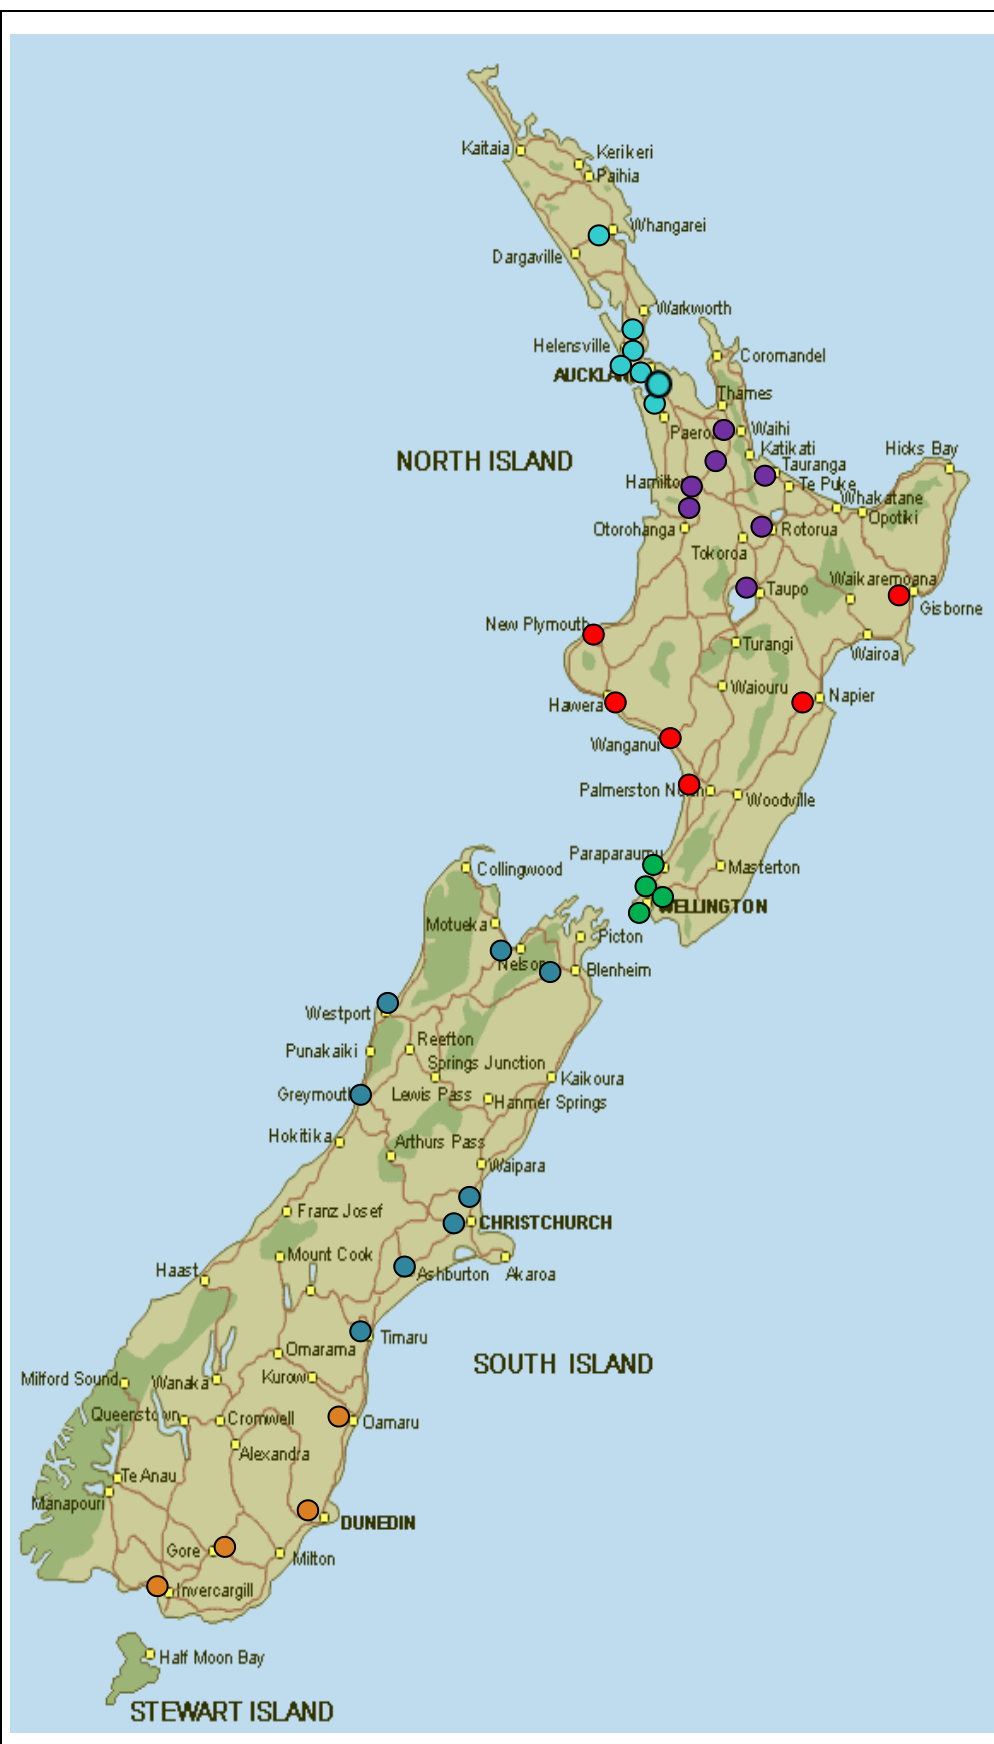 Kaitaia
Kerikeri
Paihia
Whangarei
Dargaville
Warkworth
Helensville
Coromandel
Thames
Waihi
Katikati
Hicks Bay
NORTH ISLAND
Tauranga
Te Puke
Whakatane
Opotiki
Otorohanga
Rotorua
Tokoroa
Waikaremoana
Taupo
Gisborne
New Plymouth
Turangi
Wairoa
Waiouru
Napier
Hawera
Wanganui
Palmerston
Woodville
Paraparaumu
Masterton
Collingwood
WELLINGTON
Motueka
Picton
Nelson
Blenheim
Westport
Reefton
Punakaiki
Springs Junction
Kaikoura
Greymouth
Lewis Pass
Hanmer Springs
Hokitika
Arthurs Pass
Waipara
Franz Josef
CHRISTCHURCH
Mount Cook
Haast
Ashburton
Akaroa
Timaru
Omarama
SOUTH ISLAND
Milford Sound
Wanaka
Kurow
Queenstown
Cromwell
Oamaru
Alexandra
Te Anau
Manapouri
DUNEDIN
Gore
Milton
Invercargill
Half Moon Bay
STEWART ISLAND